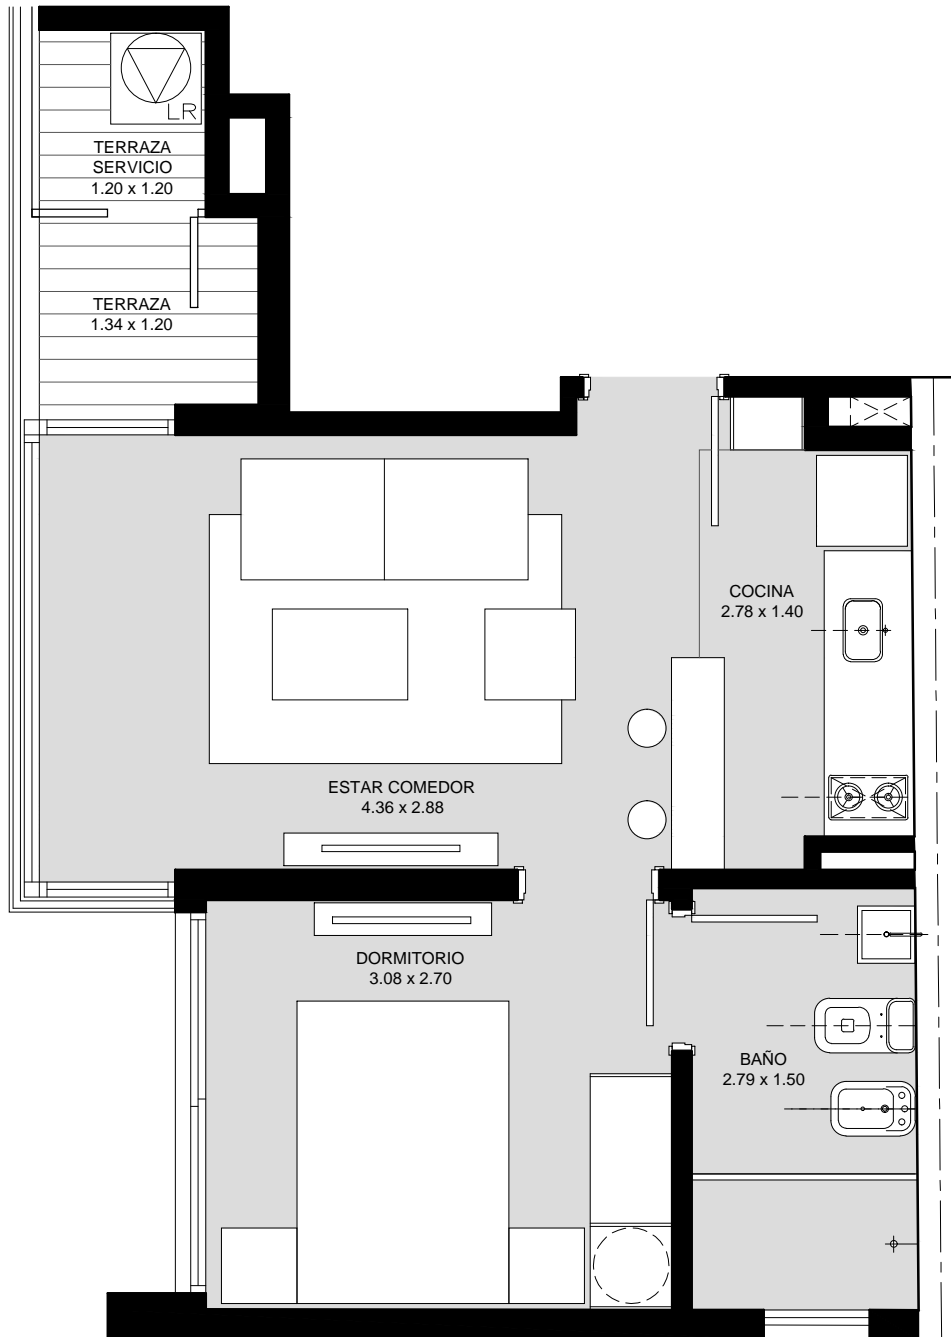 LR
TERRAZA
SERVICIO
1.20 x 1.20
TERRAZA
1.34 x 1.20
COCINA
2.78 x 1.40
ESTAR COMEDOR
4.36 x 2.88
DORMITORIO
3.08 x 2.70
BAÑO
2.79 x 1.50